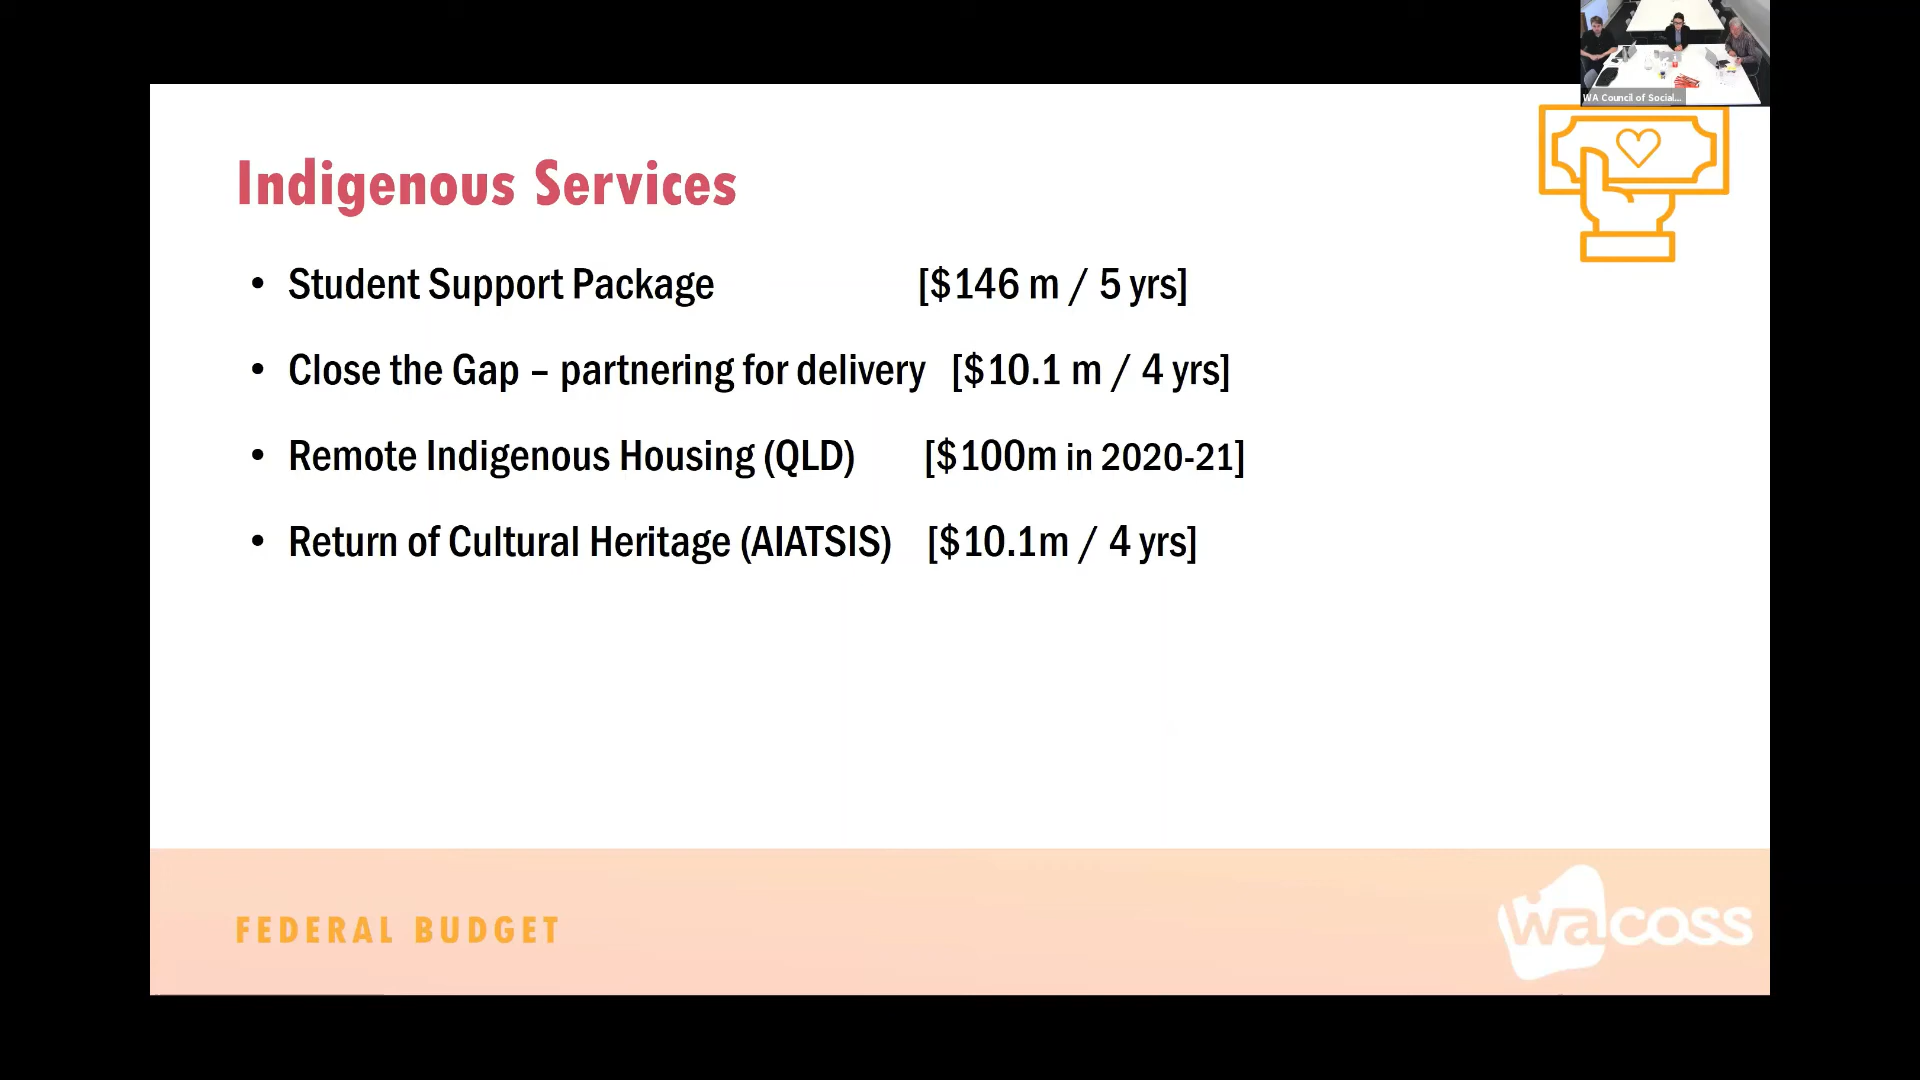 WA Council of Social...
Indigenous Services
• Student Support Package [$146 m / 5 yrs]
• Close the Gap – partnering for delivery [$10.1 m / 4 yrs]
• Remote Indigenous Housing (QLD) [$100m in 2020-21]
• Return of Cultural Heritage (AIATSIS) [$10.1m / 4 yrs]
FEDERAL BUDGET
wacoss